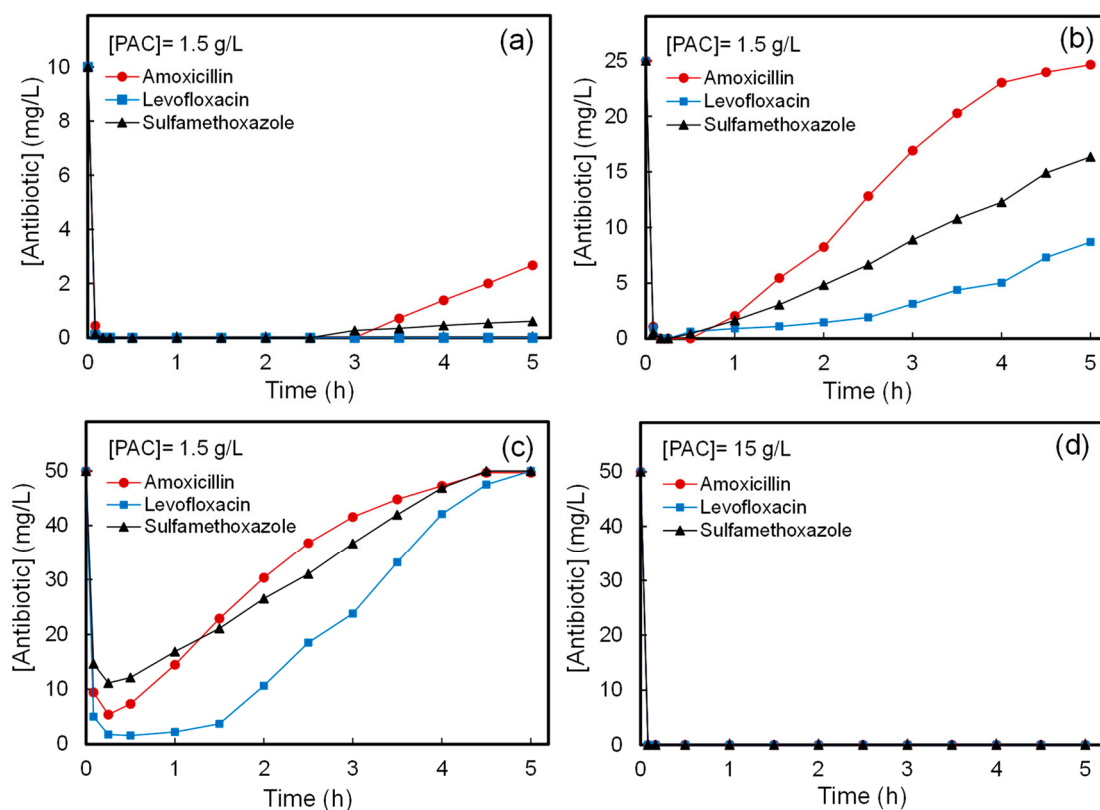 [PAC]= 1.5 g/L
(a)
Amoxicillin
Levofloxacin
Sulfamethoxazole
[Antibiotic] (mg/L)
10
8
6
4
2
0
0 1 2 3 4 5
Time (h)
[PAC]= 1.5 g/L
(b)
Amoxicillin
Levofloxacin
Sulfamethoxazole
[Antibiotic] (mg/L)
25
20
15
10
5
0
0 1 2 3 4 5
Time (h)
[PAC]= 1.5 g/L
(c)
Amoxicillin
Levofloxacin
Sulfamethoxazole
[Antibiotic] (mg/L)
50
40
30
20
10
0
0 1 2 3 4 5
Time (h)
[PAC]= 15 g/L
(d)
Amoxicillin
Levofloxacin
Sulfamethoxazole
[Antibiotic] (mg/L)
50
40
30
20
10
0
0 1 2 3 4 5
Time (h)